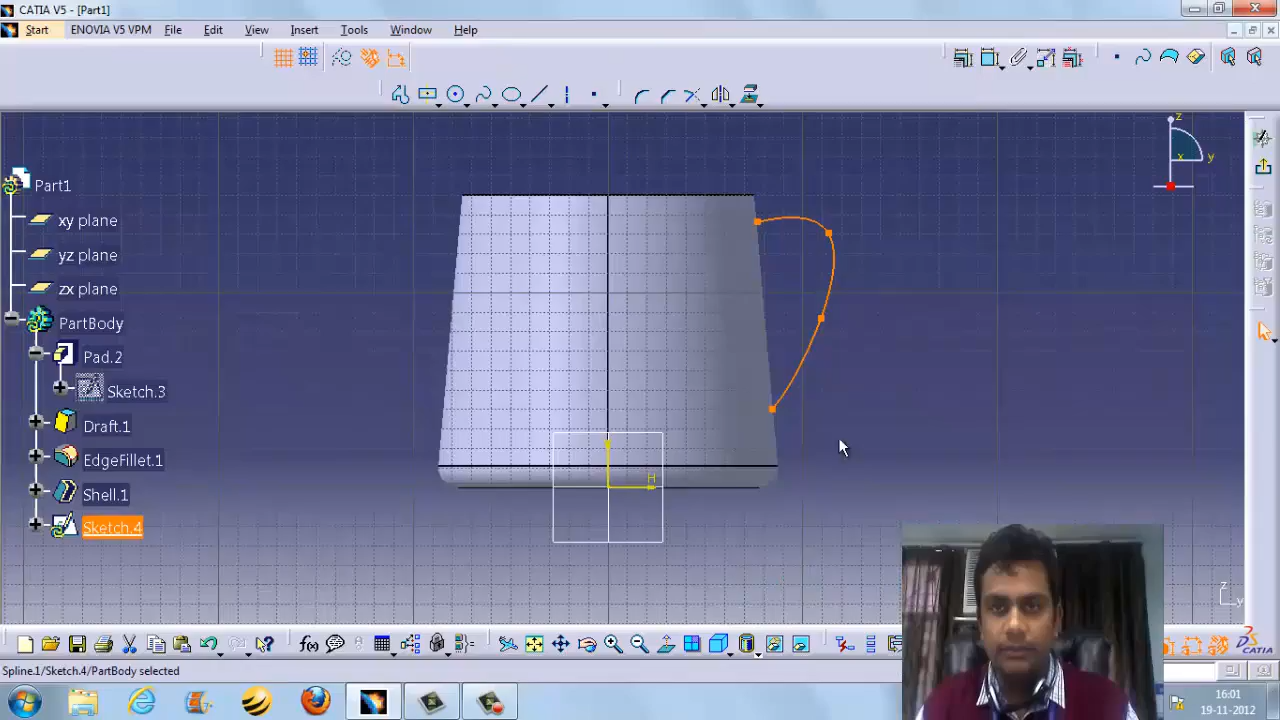 CATIA V5 - [Part1]
Start ENOVIA V5 VPM File Edit View Insert Tools Window Help
z
x y
Part1
xy plane
yz plane
zx plane
PartBody
Pad.2
Sketch.3
Draft.1
EdgeFillet.1
Shell.1
Sketch.4
H
z
y
f(x)
CATIA
Spline.1/Sketch.4/PartBody selected
16:01
19-11-2012